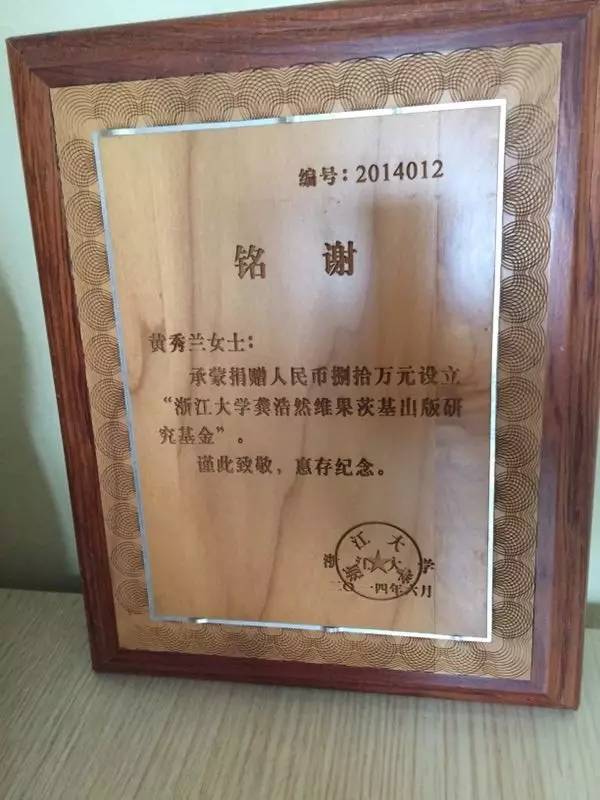 编号：2014012
铭 谢
黄秀兰女士：
承蒙捐赠人民币捌拾万元设立
“浙江大学龚浩然维果茨基出版研
究基金”。
谨此致敬，惠存纪念。
浙江大学
二〇一四年六月